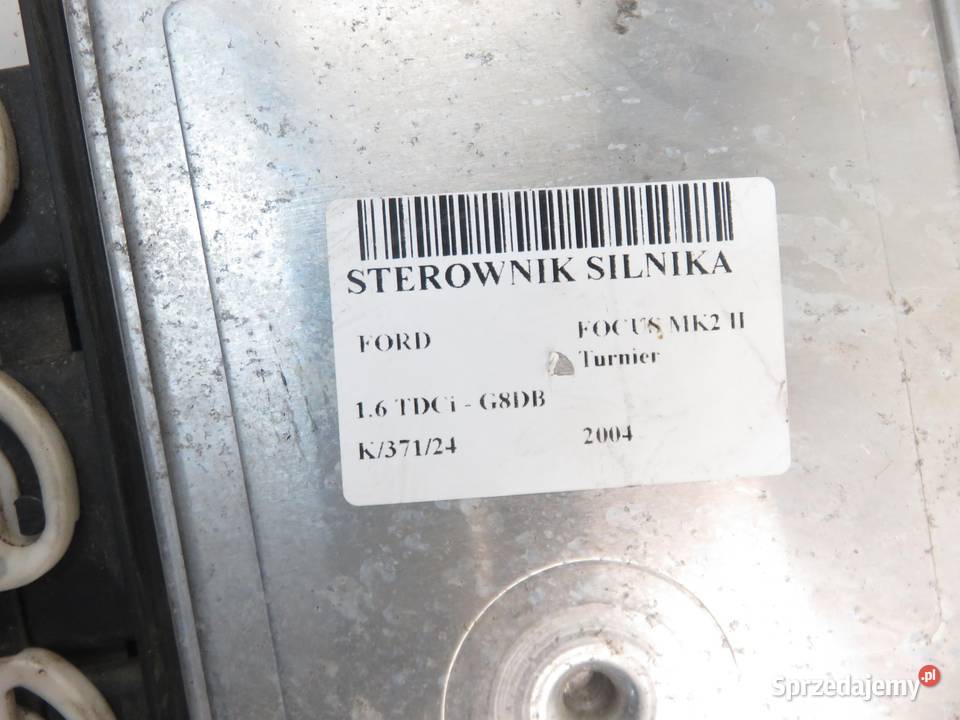 STEROWNIK SILNIKA
FORD
FOCUS MK2 II
Turnier
1.6 TDCi - G8DB
K/371/24
2004
Sprzedajemy.pl